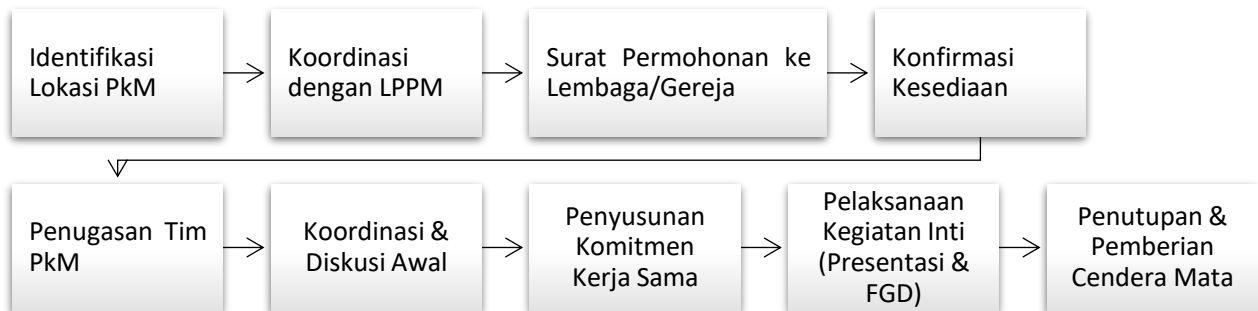 Identifikasi
Lokasi PkM
Koordinasi
dengan LPPM
Surat Permohonan ke
Lembaga/Gereja
Konfirmasi
Kesediaan
Penugasan Tim
PkM
Koordinasi &
Diskusi Awal
Penyusunan
Komitmen
Kerja Sama
Pelaksanaan
Kegiatan Inti
(Presentasi &
FGD)
Penutupan &
Pemberian
Cendera Mata